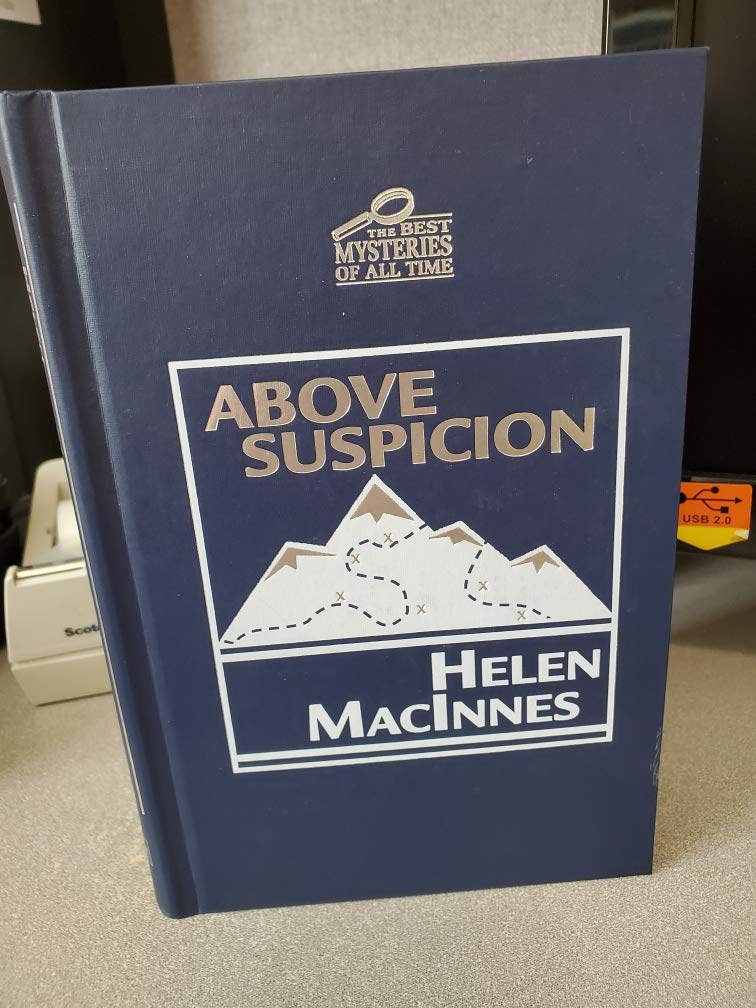 THE BEST
MYSTERIES
OF ALL TIME
ABOVE
SUSPICION
x
x
x
x
x
x
HELEN
MACINNES
USB 2.0